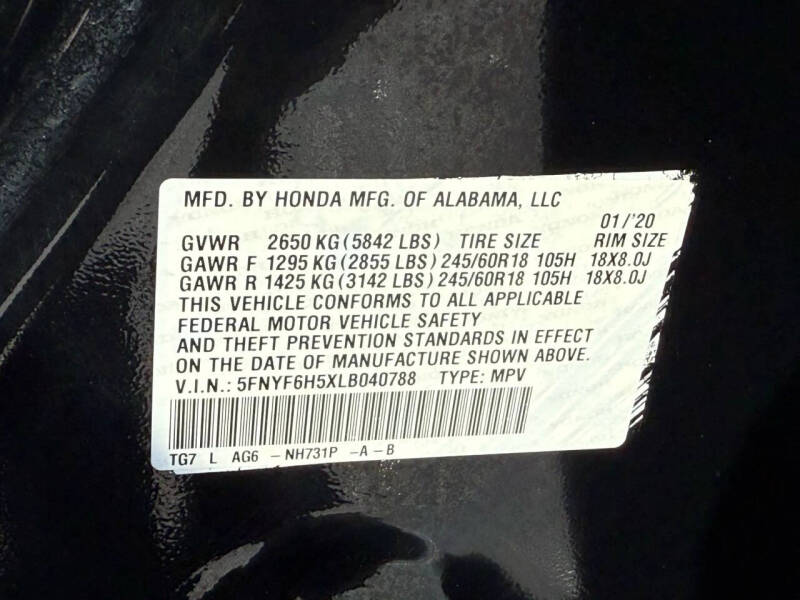 MFD. BY HONDA MFG. OF ALABAMA, LLC
01/'20
GVWR 2650 KG (5842 LBS) TIRE SIZE RIM SIZE
GAWR F 1295 KG (2855 LBS) 245/60R18 105H 18X8.0J
GAWR R 1425 KG (3142 LBS) 245/60R18 105H 18X8.0J
THIS VEHICLE CONFORMS TO ALL APPLICABLE
FEDERAL MOTOR VEHICLE SAFETY
AND THEFT PREVENTION STANDARDS IN EFFECT
ON THE DATE OF MANUFACTURE SHOWN ABOVE.
V.I.N.: 5FNYF6H5XLB040788 TYPE: MPV
TG7 L AG6 -NH731P -A-B